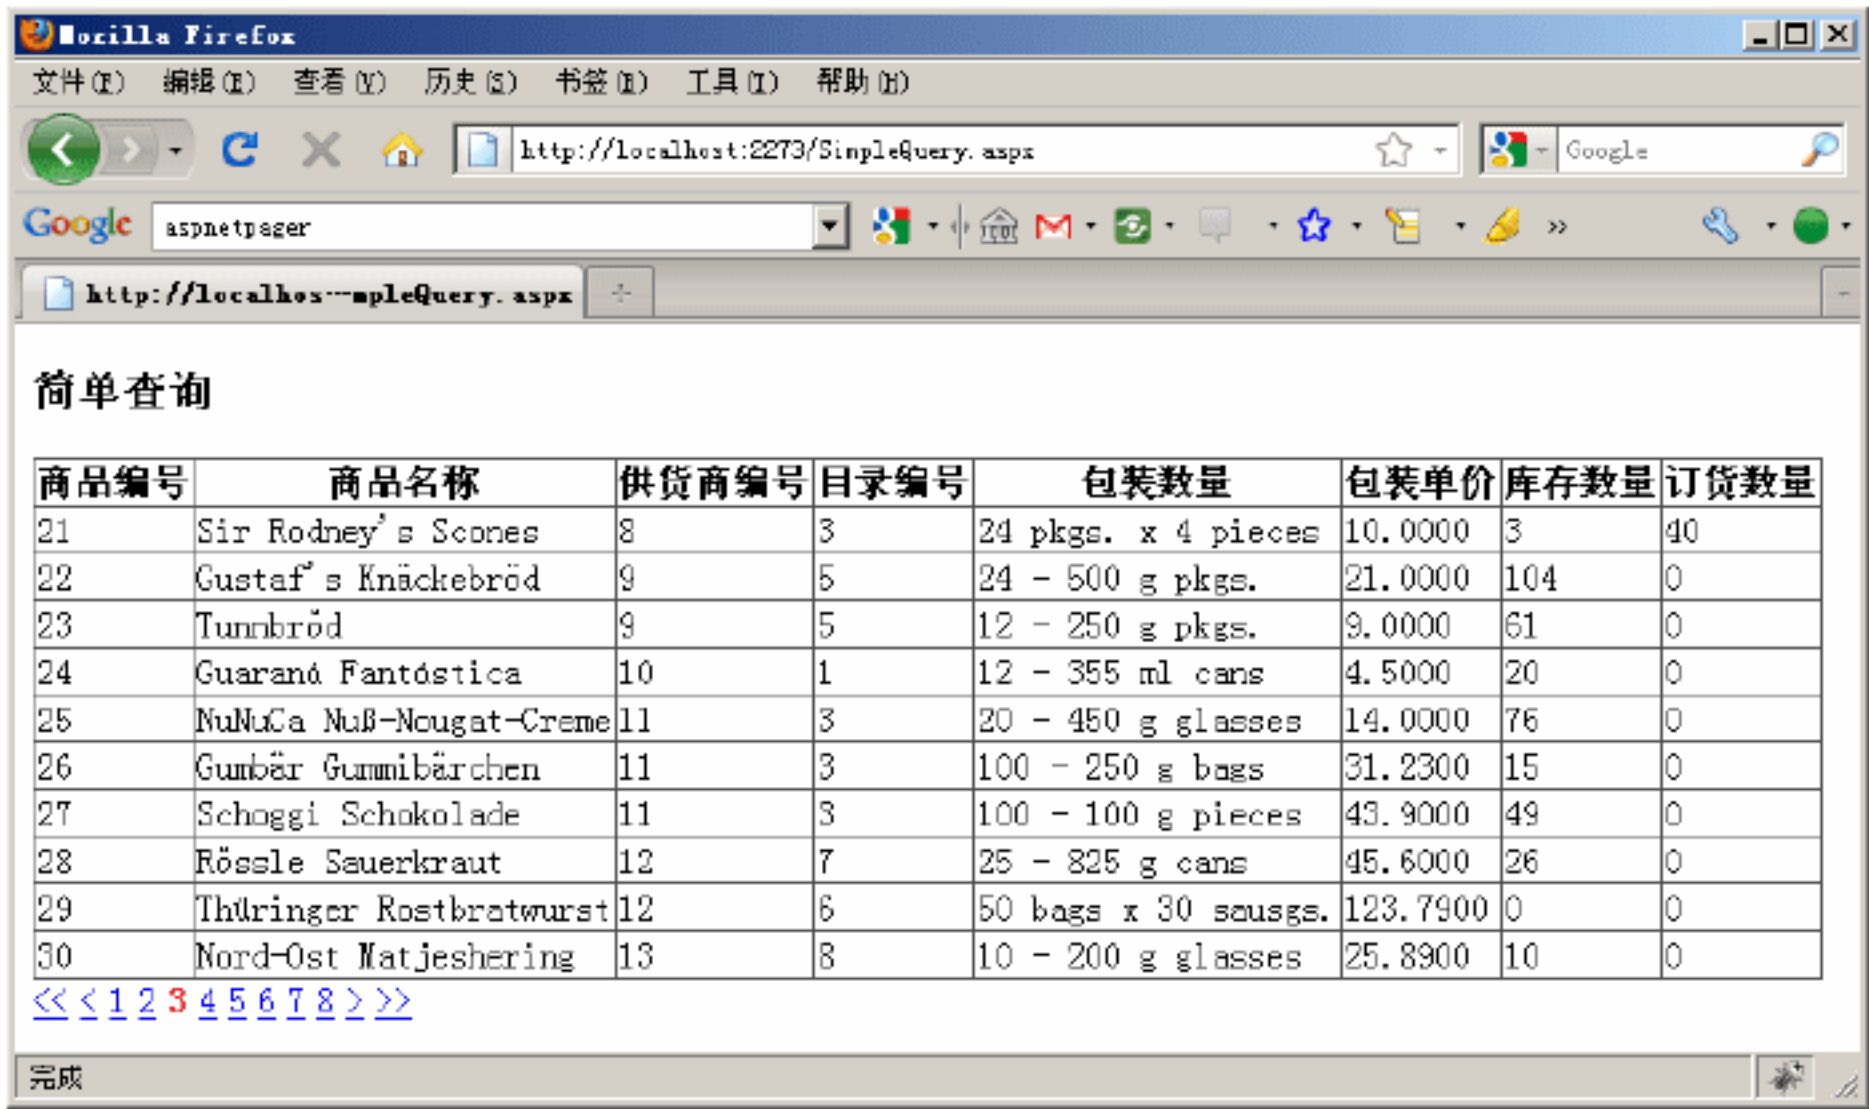 Mozilla Firefox
文件(F) 编辑(E) 查看(V) 历史(S) 书签(B) 工具(T) 帮助(H)
http://localhost:2273/SimpleQuery.aspx Google
Google aspnetpager
http://localhos…mpleQuery.aspx
简单查询
商品编号 商品名称 供货商编号 目录编号 包装数量 包装单价 库存数量 订货数量
21 Sir Rodney's Scones 8 3 24 pkgs. x 4 pieces 10.0000 3 40
22 Gustaf's Knäckebröd 9 5 24 - 500 g pkgs. 21.0000 104 0
23 Tunnbröd 9 5 12 - 250 g pkgs. 9.0000 61 0
24 Guaraná Fantástica 10 1 12 - 355 ml cans 4.5000 20 0
25 NuNuCa Nuß-Nougat-Creme 11 3 20 - 450 g glasses 14.0000 76 0
26 Gumbär Gummibärchen 11 3 100 - 250 g bags 31.2300 15 0
27 Schoggi Schokolade 11 3 100 - 100 g pieces 43.9000 49 0
28 Rössle Sauerkraut 12 7 25 - 825 g cans 45.6000 26 0
29 Thüringer Rostbratwurst 12 6 50 bags x 30 sausgs. 123.7900 0 0
30 Nord-Ost Matjeshering 13 8 10 - 200 g glasses 25.8900 10 0
<< < 1 2 3 4 5 6 7 8 > >>
完成